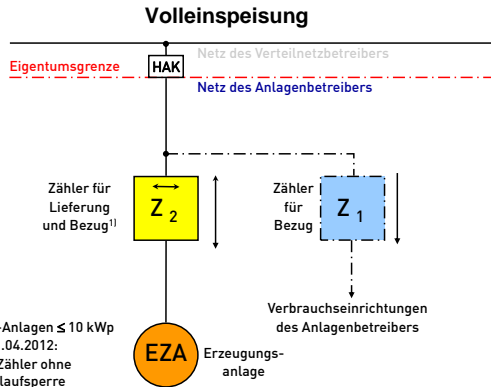 Volleinspeisung
Netz des Verteilnetzbetreibers
Eigentumsgrenze
HAK
Netz des Anlagenbetreibers
Zähler für
Lieferung
und Bezug¹⁾
Z 2
Zähler
für
Bezug
Z 1
Verbrauchseinrichtungen
des Anlagenbetreibers
-Anlagen ≤ 10 kWp
.04.2012:
Zähler ohne
laufsperre
EZA
Erzeugungs-
anlage